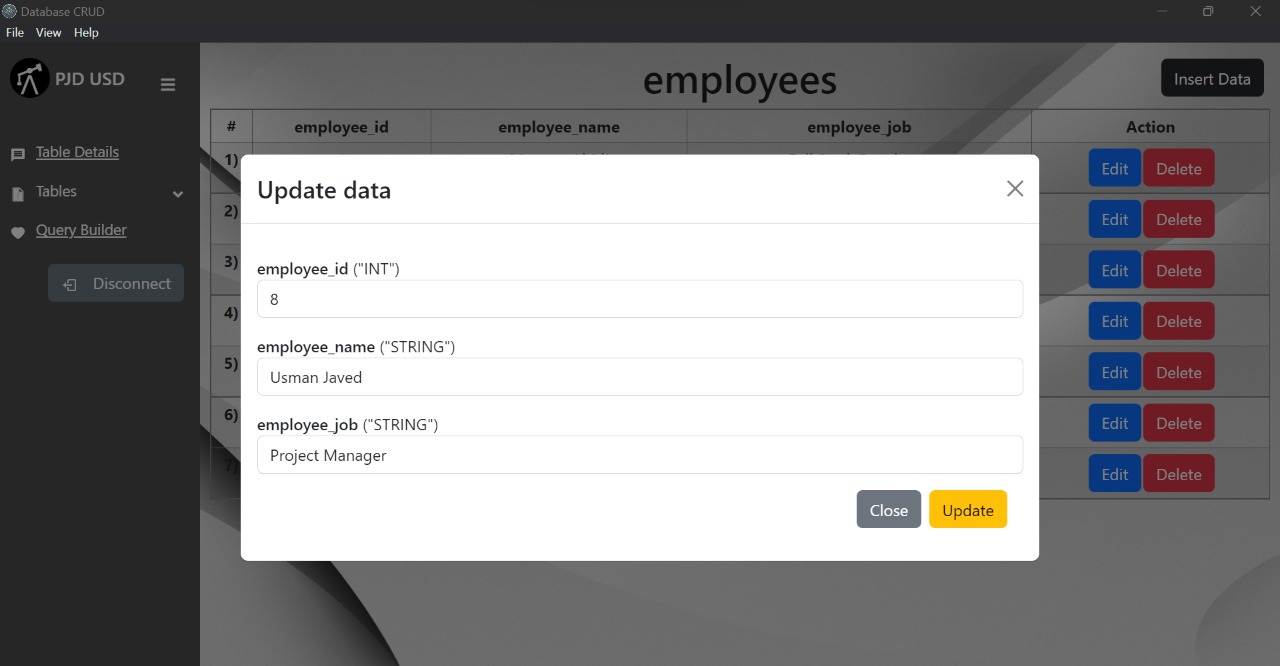 Database CRUD
File View Help
PJD USD
employees
Insert Data
# employee_id employee_name employee_job Action
Table Details
Tables
Query Builder
Disconnect
1) Edit Delete
2) Edit Delete
3) Edit Delete
4) Edit Delete
5) Edit Delete
6) Edit Delete
7) Edit Delete
Update data
employee_id ("INT")
8
employee_name ("STRING")
Usman Javed
employee_job ("STRING")
Project Manager
Close Update